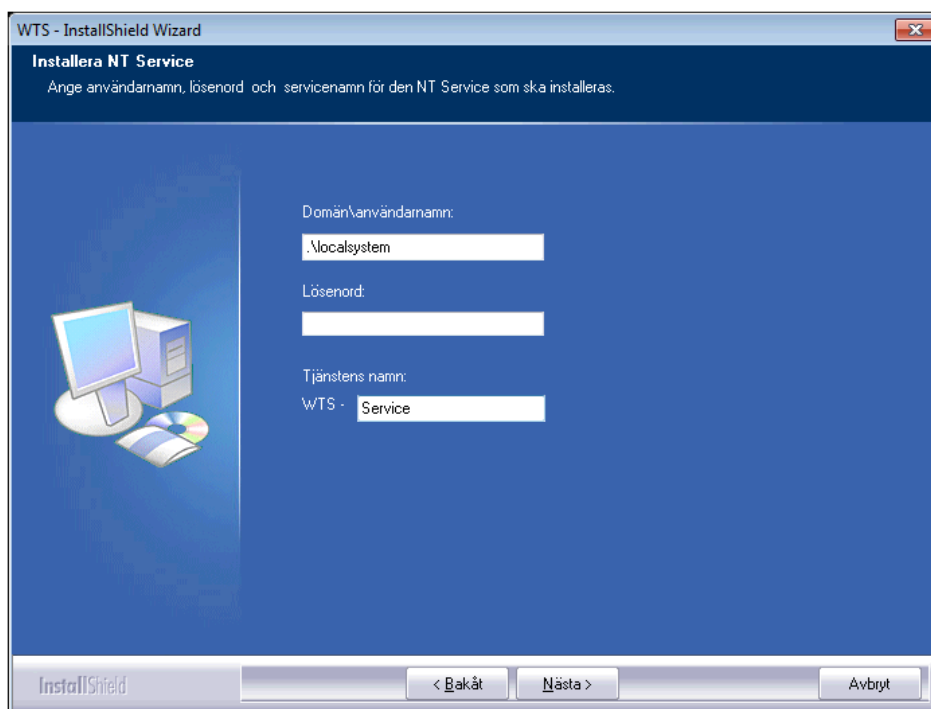 WTS - InstallShield Wizard
Installera NT Service
Ange användarnamn, lösenord och servicenamn för den NT Service som ska installeras.
Domän\användarnamn:
.\localsystem
Lösenord:
Tjänstens namn:
WTS - Service
InstallShield
< Bakåt
Nästa >
Avbryt